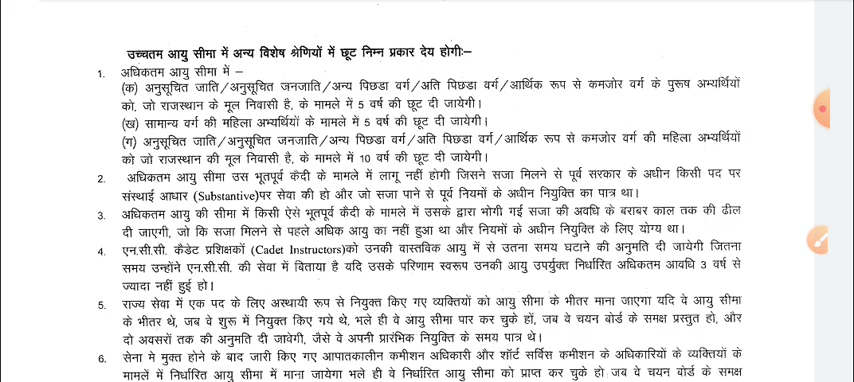 उच्चतम आयु सीमा में अन्य विशेष श्रेणियों में छूट निम्न प्रकार देय होगी:–
1. अधिकतम आयु सीमा में –
(क) अनुसूचित जाति/अनुसूचित जनजाति/अन्य पिछडा वर्ग/अति पिछडा वर्ग/आर्थिक रूप से कमजोर वर्ग के पुरूष अभ्यर्थियों
को, जो राजस्थान के मूल निवासी है, के मामले में 5 वर्ष की छूट दी जायेगी।
(ख) सामान्य वर्ग की महिला अभ्यर्थियों के मामले में 5 वर्ष की छूट दी जायेगी।
(ग) अनुसूचित जाति/अनुसूचित जनजाति/अन्य पिछडा वर्ग/अति पिछडा वर्ग/आर्थिक रूप से कमजोर वर्ग की महिला अभ्यर्थियों
को जो राजस्थान की मूल निवासी है, के मामले में 10 वर्ष की छूट दी जायेगी।
2. अधिकतम आयु सीमा उस भूतपूर्व कैदी के मामले में लागू नहीं होगी जिसने सजा मिलने से पूर्व सरकार के अधीन किसी पद पर
संस्थाई आधार (Substantive)पर सेवा की हो और जो सजा पाने से पूर्व नियमों के अधीन नियुक्ति का पात्र था।
3. अधिकतम आयु की सीमा में किसी ऐसे भूतपूर्व कैदी के मामले में उसके द्वारा भोगी गई सजा की अवधि के बराबर काल तक की ढील
दी जाएगी, जो कि सजा मिलने से पहले अधिक आयु का नहीं हुआ था और नियमों के अधीन नियुक्ति के लिए योग्य था।
4. एन.सी.सी. कैडेट प्रशिक्षकों (Cadet Instructors)को उनकी वास्तविक आयु में से उतना समय घटाने की अनुमति दी जायेगी जितना
समय उन्होंने एन.सी.सी. की सेवा में बिताया है यदि उसके परिणाम स्वरूप उनकी आयु उपर्युक्त निर्धारित अधिकतम आवधि 3 वर्ष से
ज्यादा नहीं हुई हो।
5. राज्य सेवा में एक पद के लिए अस्थायी रूप से नियुक्त किए गए व्यक्तियों को आयु सीमा के भीतर माना जाएगा यदि वे आयु सीमा
के भीतर थे, जब वे शुरू में नियुक्त किए गये थे, भले ही वे आयु सीमा पार कर चुके हों, जब वे चयन बोर्ड के समक्ष प्रस्तुत हो, और
दो अवसरों तक की अनुमति दी जावेगी, जैसे वे अपनी प्रारंभिक नियुक्ति के समय पात्र थे।
6. सेना मे मुक्त होने के बाद जारी किए गए आपातकालीन कमीशन अधिकारी और शॉर्ट सर्विस कमीशन के अधिकारियों के व्यक्तियों के
मामलें में निर्धारित आयु सीमा में माना जायेगा भले ही वे निर्धारित आयु सीमा को प्राप्त कर चुके हो जब वे चयन बोर्ड के समक्ष